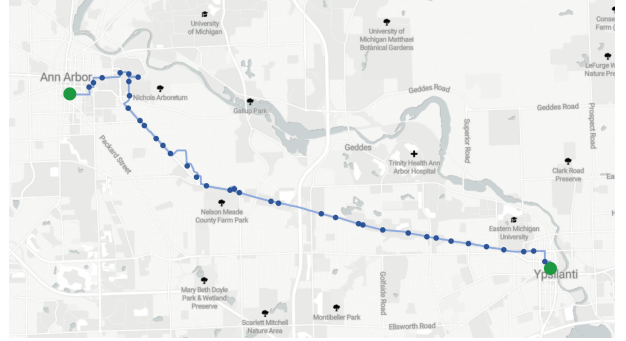 University
of Michigan
University of
Michigan Matthaei
Botanical Gardens
Ann Arbor
Nichols Arboretum
Gallup Park
Geddes Road
Geddes Road
Prospect Road
Superior Road
Packard Street
Geddes
Trinity Health Ann
Arbor Hospital
Clark Road
Preserve
Nelson Meade
County Farm Park
Eastern Michigan
University
Ypsilanti
Mary Beth Doyle
Park & Wetland
Preserve
Golfside Road
Scarlett Mitchell
Nature Area
Montibeller Park
Ellsworth Road